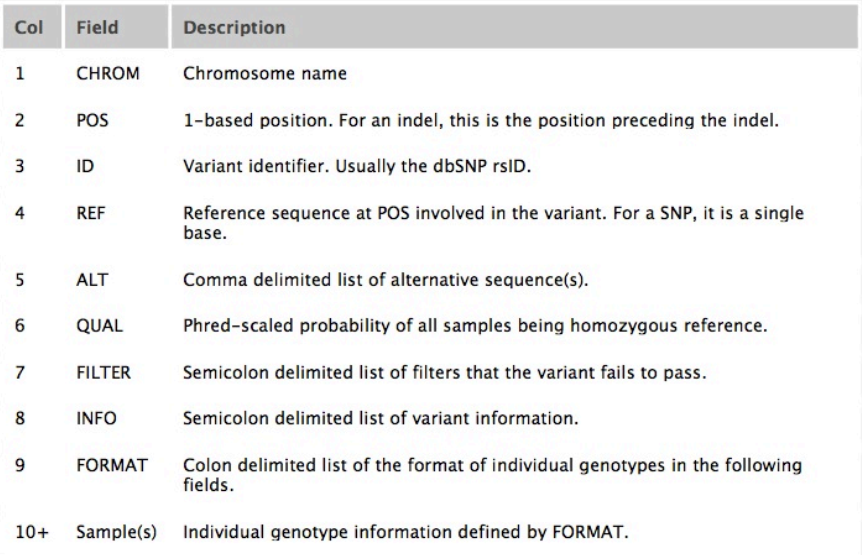 Col Field Description
1 CHROM Chromosome name
2 POS 1-based position. For an indel, this is the position preceding the indel.
3 ID Variant identifier. Usually the dbSNP rsID.
4 REF Reference sequence at POS involved in the variant. For a SNP, it is a single
base.
5 ALT Comma delimited list of alternative sequence(s).
6 QUAL Phred-scaled probability of all samples being homozygous reference.
7 FILTER Semicolon delimited list of filters that the variant fails to pass.
8 INFO Semicolon delimited list of variant information.
9 FORMAT Colon delimited list of the format of individual genotypes in the following
fields.
10+ Sample(s) Individual genotype information defined by FORMAT.